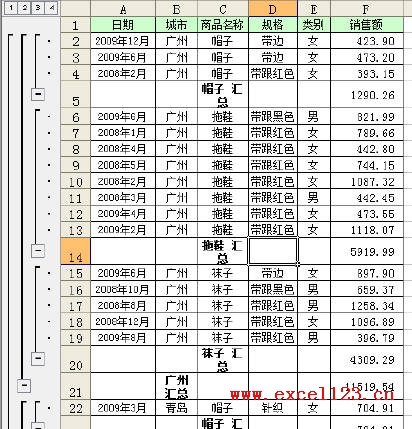 1 2 3 4
A B C D E F
1 日期 城市 商品名称 规格 类别 销售额
2 2009年12月 广州 帽子 带边 女 423.90
3 2009年6月 广州 帽子 带边 女 473.20
4 2008年2月 广州 帽子 带跟红色 女 393.15
5 帽子 汇总 1290.26
6 2009年6月 广州 拖鞋 带跟黑色 男 821.99
7 2008年1月 广州 拖鞋 带跟红色 女 789.66
8 2008年4月 广州 拖鞋 带跟红色 女 442.80
9 2008年5月 广州 拖鞋 带跟红色 女 744.15
10 2008年2月 广州 拖鞋 带跟红色 女 1087.32
11 2008年3月 广州 拖鞋 带跟红色 男 442.45
12 2009年4月 广州 拖鞋 带跟红色 女 473.55
13 2009年2月 广州 拖鞋 带跟红色 女 1118.07
14 拖鞋 汇总 5919.99
15 2009年6月 广州 袜子 带边 女 897.90
16 2008年10月 广州 袜子 带跟黑色 男 659.37
17 2008年8月 广州 袜子 带跟红色 男 1258.34
18 2008年12月 广州 袜子 带跟红色 女 1096.89
19 2009年8月 广州 袜子 带跟红色 男 396.79
20 袜子 汇总 4309.29
21 广州 汇总 11519.54
www.excel123.cn
22 2009年3月 青岛 帽子 针织 女 704.91
帽子 汇